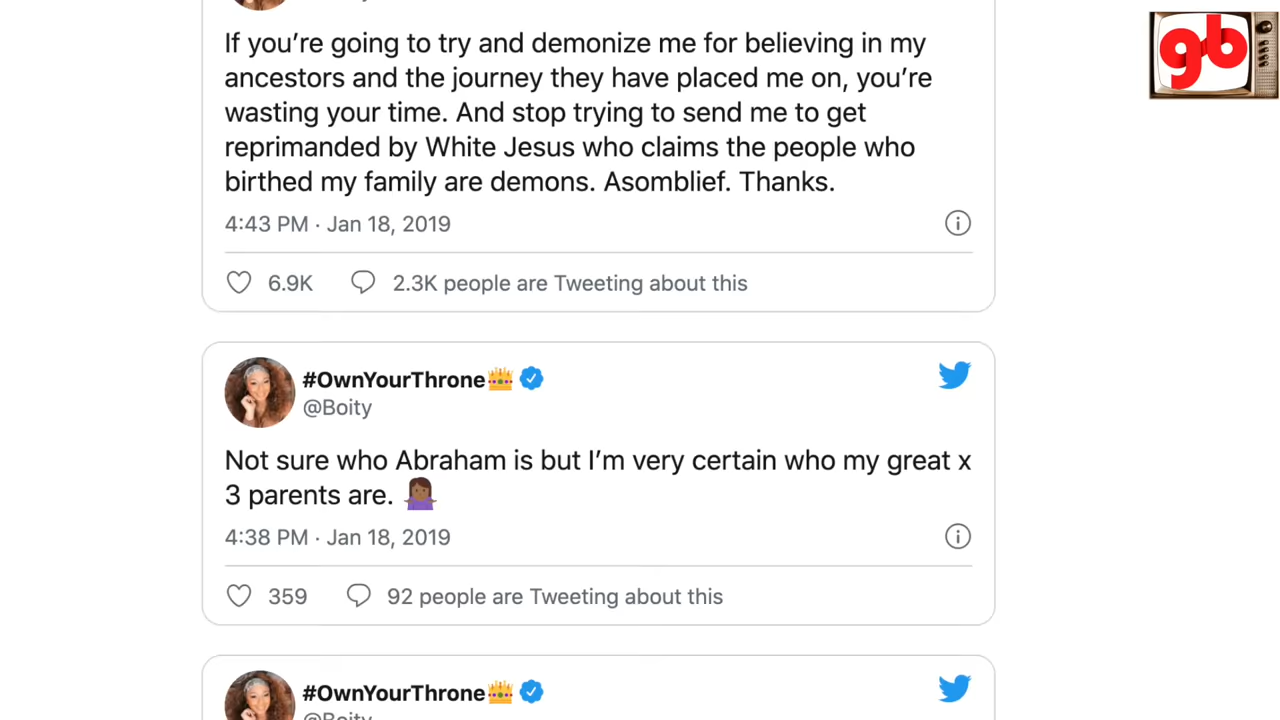 gb
If you’re going to try and demonize me for believing in my
ancestors and the journey they have placed me on, you’re
wasting your time. And stop trying to send me to get
reprimanded by White Jesus who claims the people who
birthed my family are demons. Asomblief. Thanks.
4:43 PM · Jan 18, 2019
6.9K 2.3K people are Tweeting about this
#OwnYourThrone👑
@Boity
Not sure who Abraham is but I’m very certain who my great x
3 parents are. 🤷🏾‍♀️
4:38 PM · Jan 18, 2019
359 92 people are Tweeting about this
#OwnYourThrone👑
@Boity